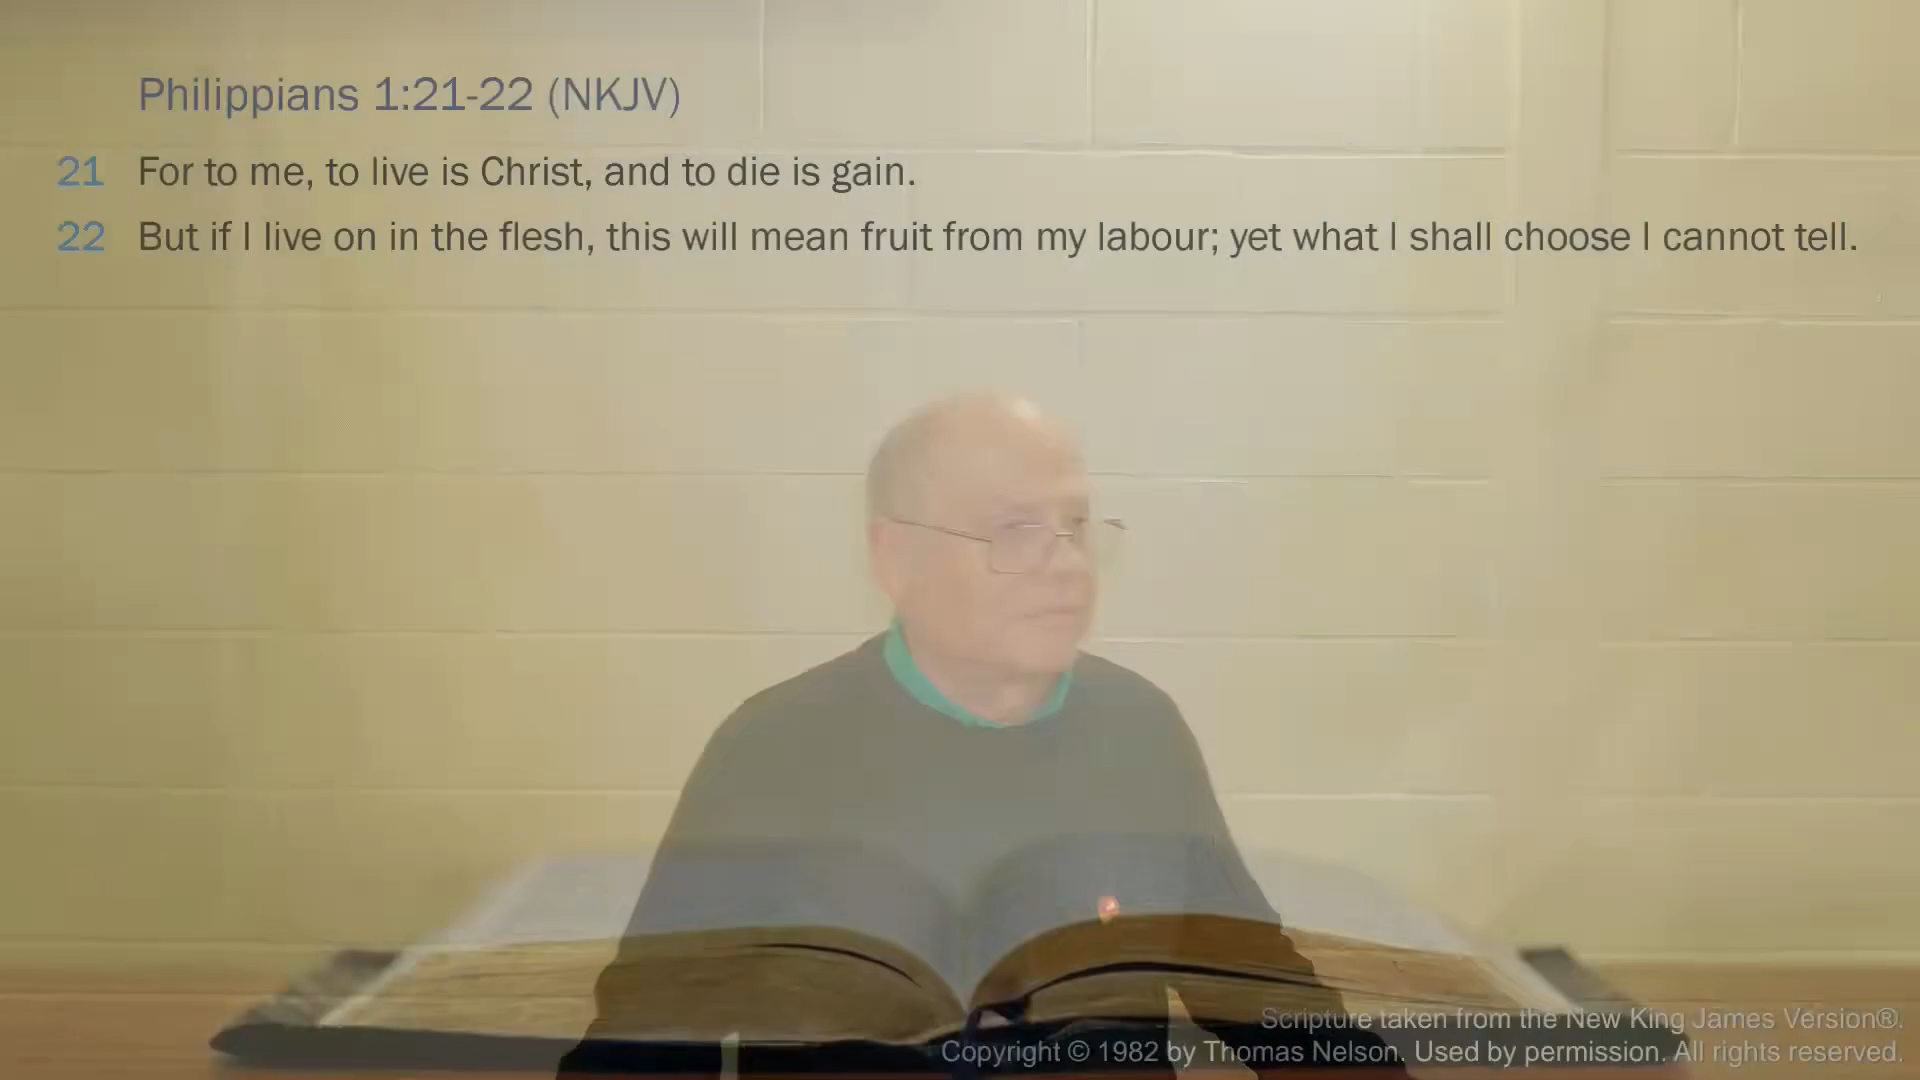 Philippians 1:21-22 (NKJV)
21 For to me, to live is Christ, and to die is gain.
22 But if I live on in the flesh, this will mean fruit from my labour; yet what I shall choose I cannot tell.
Scripture taken from the New King James Version®.
Copyright © 1982 by Thomas Nelson. Used by permission. All rights reserved.